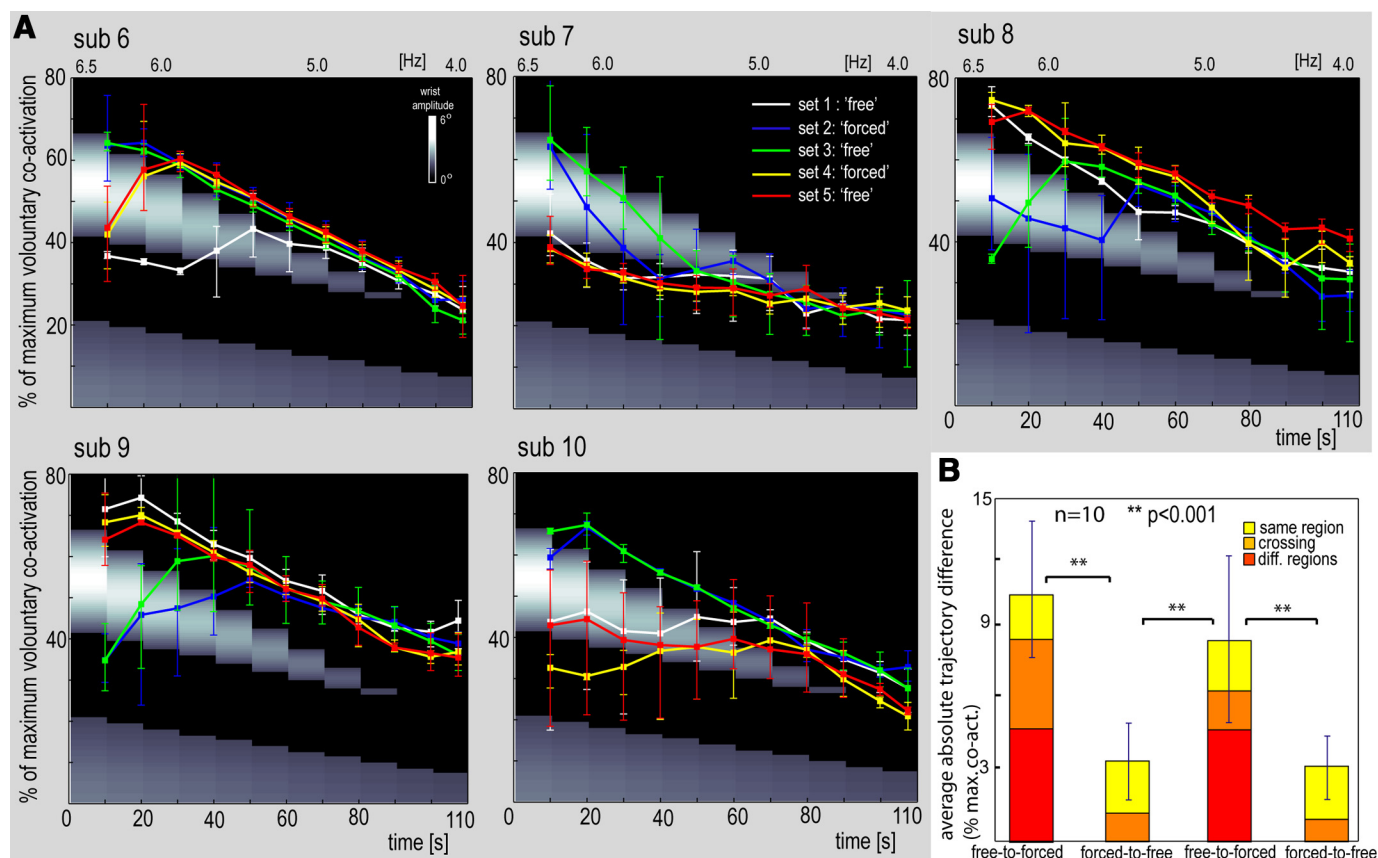 A
sub 6
6.5 6.0 5.0 [Hz] 4.0
80
60
40
20
% of maximum volountary co-activation
wrist
amplitude
6°
0°
sub 7
6.5 6.0 5.0 [Hz] 4.0
80
40
set 1 : 'free'
set 2: 'forced'
set 3: 'free'
set 4: 'forced'
set 5: 'free'
sub 8
6.5 6.0 5.0 [Hz] 4.0
80
40
0 20 40 60 80 110
time [s]
sub 9
80
40
% of maximum volountary co-activation
0 20 40 60 80 110
time [s]
sub 10
80
40
0 20 40 60 80 110
time [s]
B
15
9
3
average absolute trajectory difference
(% max. co-act.)
n=10 ** p<0.001
same region
crossing
diff. regions
**
**
**
free-to-forced forced-to-free free-to-forced forced-to-free